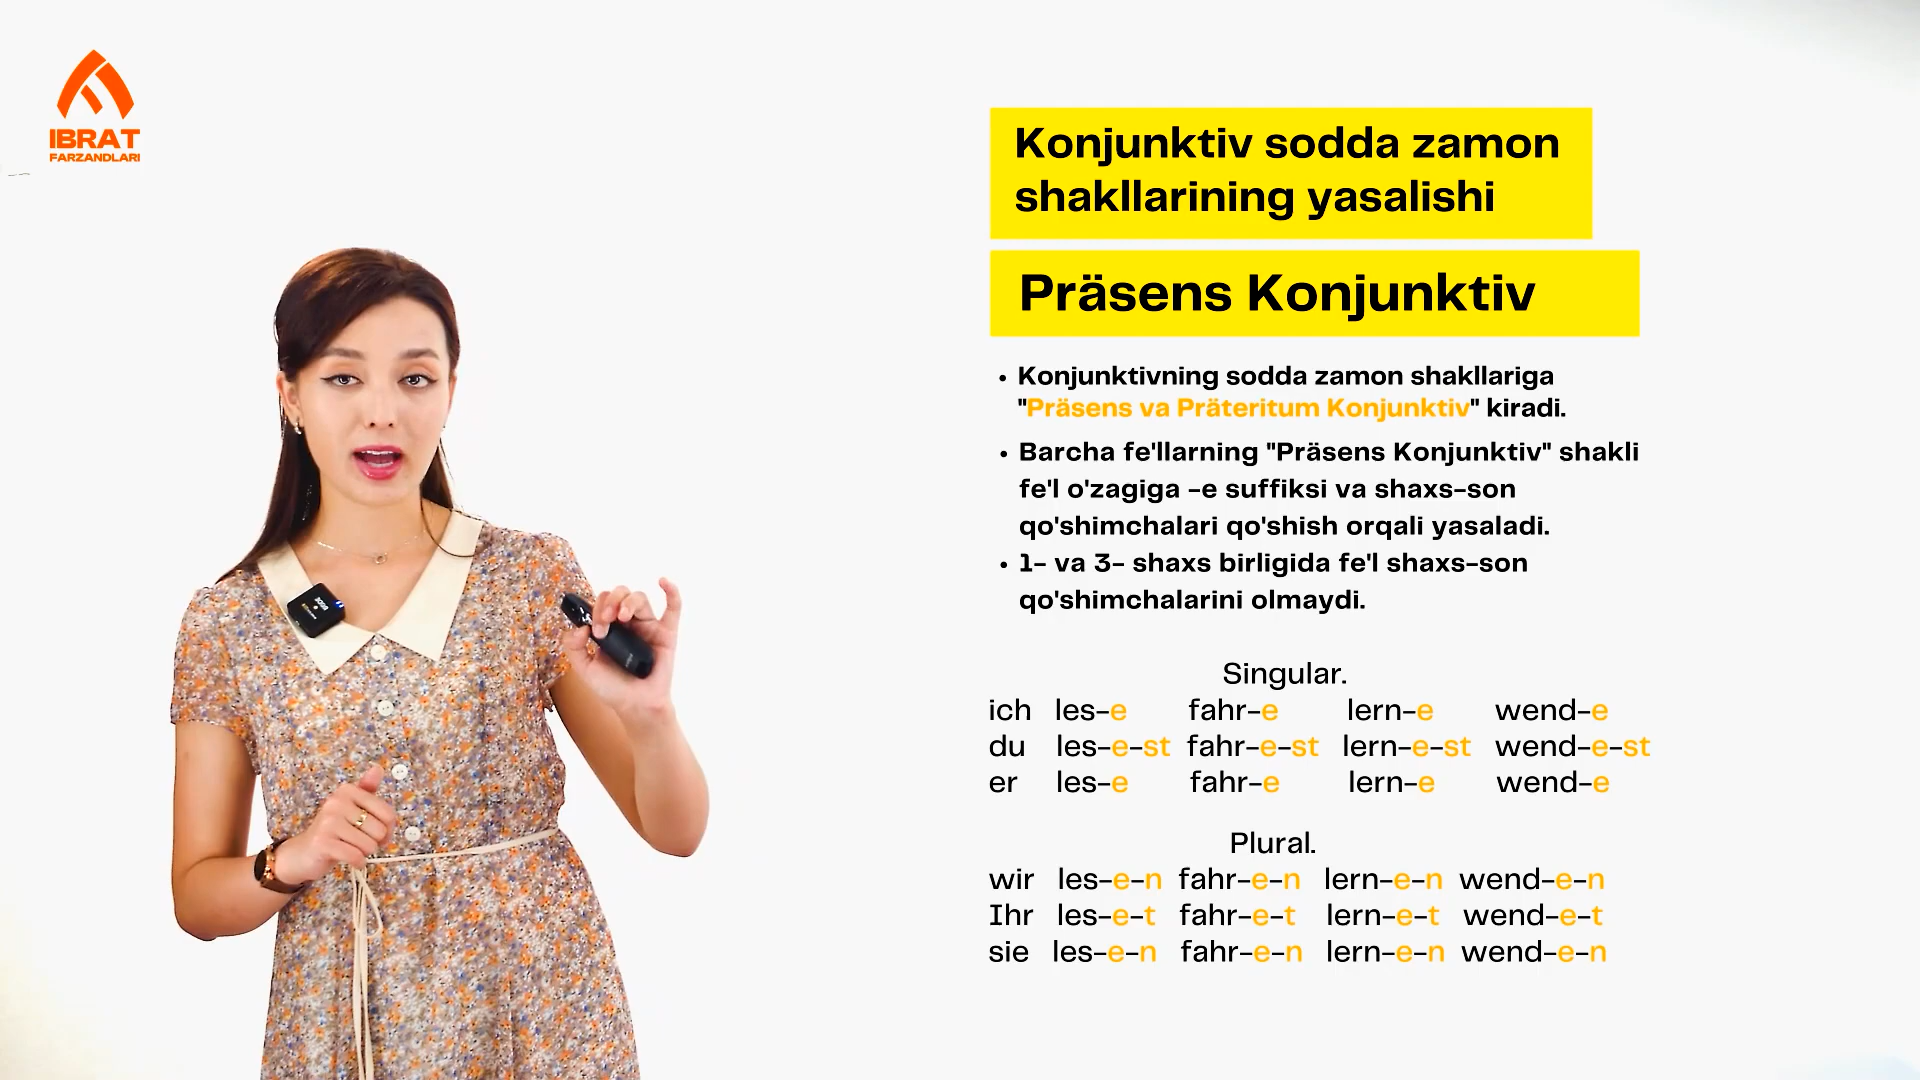 IBRAT
FARZANDLARI
Konjunktiv sodda zamon
shakllarining yasalishi
Präsens Konjunktiv
• Konjunktivning sodda zamon shakllariga
"Präsens va Präteritum Konjunktiv" kiradi.
• Barcha fe'llarning "Präsens Konjunktiv" shakli
fe'l o'zagiga -e suffiksi va shaxs-son
qo'shimchalari qo'shish orqali yasaladi.
• 1- va 3- shaxs birligida fe'l shaxs-son
qo'shimchalarini olmaydi.
Singular.
ich les-e fahr-e lern-e wend-e
du les-e-st fahr-e-st lern-e-st wend-e-st
er les-e fahr-e lern-e wend-e
Plural.
wir les-e-n fahr-e-n lern-e-n wend-e-n
Ihr les-e-t fahr-e-t lern-e-t wend-e-t
sie les-e-n fahr-e-n lern-e-n wend-e-n